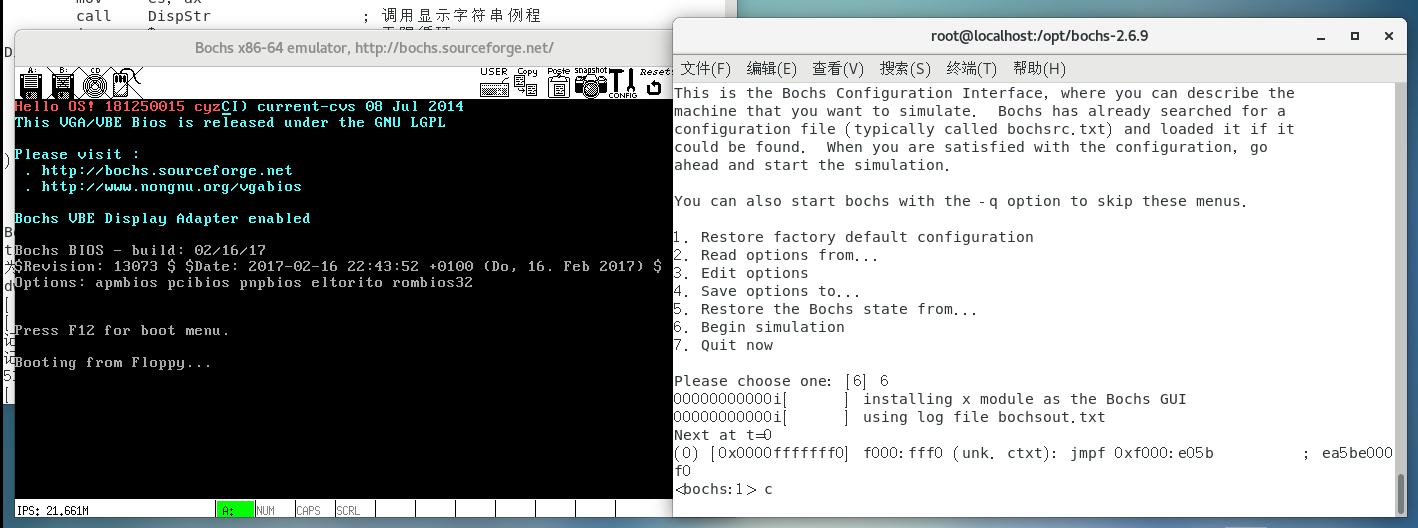 mov
call    DispStr    ; 调用显示字符串例程
Bochs x86-64 emulator, http://bochs.sourceforge.net/
A: B: CD USER Copy Paste snapshot CONFIG Reset
Hello OS! 181250015 cyzCI) current-cvs 08 Jul 2014
This VGA/VBE Bios is released under the GNU LGPL
Please visit :
. http://bochs.sourceforge.net
. http://www.nongnu.org/vgabios
Bochs VBE Display Adapter enabled
Bochs BIOS - build: 02/16/17
$Revision: 13073 $ $Date: 2017-02-16 22:43:52 +0100 (Do, 16. Feb 2017) $
Options: apmbios pcibios pnpbios eltorito rombios32
Press F12 for boot menu.
Booting from Floppy...
IPS: 21.661M A: NUM CAPS SCRL
root@localhost:/opt/bochs-2.6.9
文件(F) 编辑(E) 查看(V) 搜索(S) 终端(T) 帮助(H)
This is the Bochs Configuration Interface, where you can describe the
machine that you want to simulate.  Bochs has already searched for a
configuration file (typically called bochsrc.txt) and loaded it if it
could be found.  When you are satisfied with the configuration, go
ahead and start the simulation.
You can also start bochs with the -q option to skip these menus.
1. Restore factory default configuration
2. Read options from...
3. Edit options
4. Save options to...
5. Restore the Bochs state from...
6. Begin simulation
7. Quit now
Please choose one: [6] 6
00000000000i[      ] installing x module as the Bochs GUI
00000000000i[      ] using log file bochsout.txt
Next at t=0
(0) [0x0000fffffff0] f000:fff0 (unk. ctxt): jmpf 0xf000:e05b          ; ea5be000
f0
<bochs:1> c